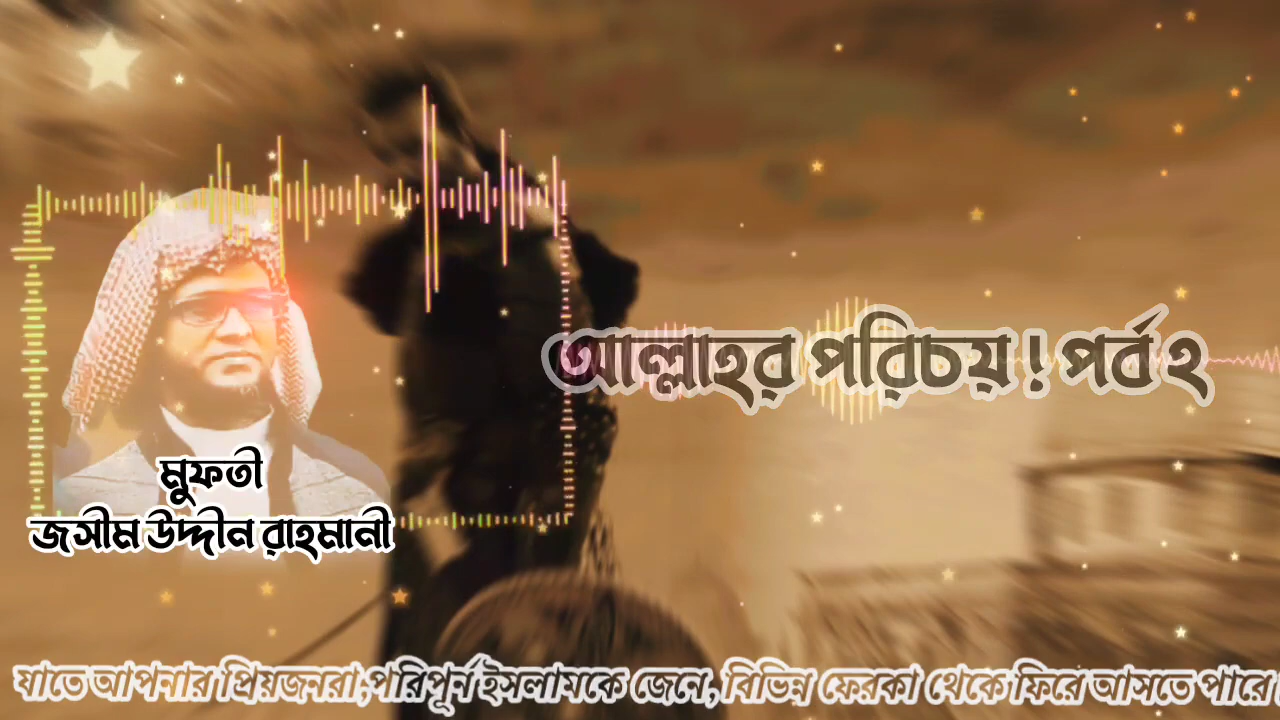 আল্লাহর পরিচয় ! পর্ব ২
মুফতী
জসীম উদ্দীন রাহমানী
যাতে আপনার প্রিয়জনরা,পরিপূর্ন ইসলামকে জেনে, বিভিন্ন ফেরকা থেকে ফিরে আসতে পারে